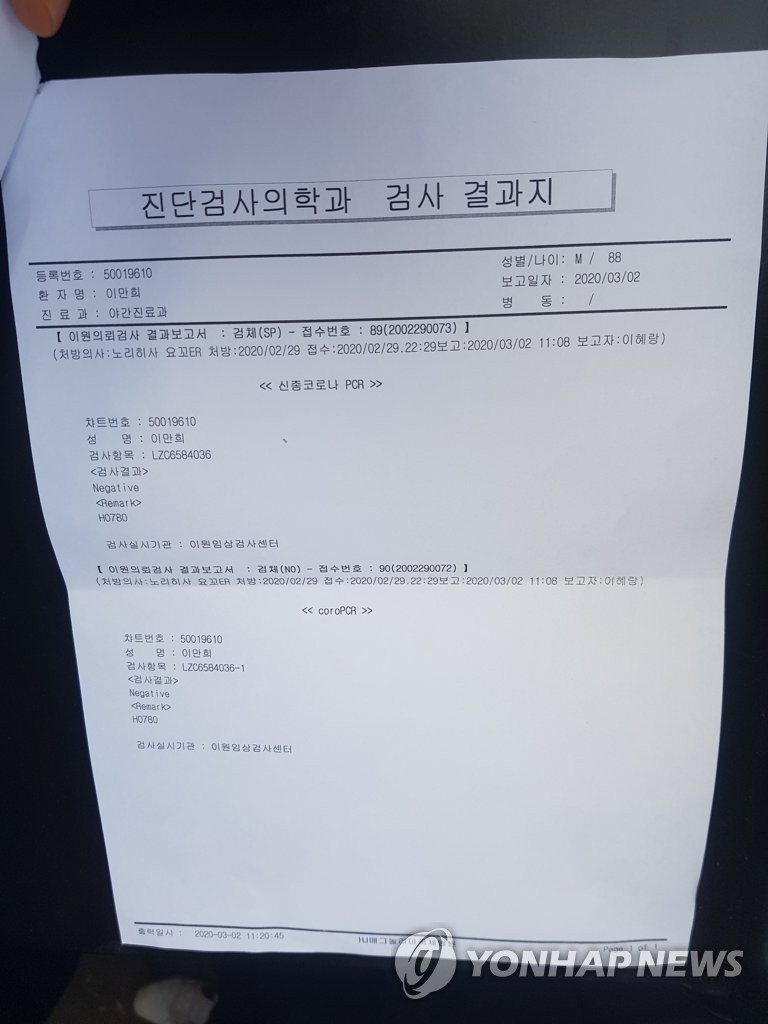 진단검사의학과 검사 결과지
등록번호 : 50019610
환 자 명 : 이만희
진 료 과 : 야간진료과
성별/나이: M / 88
보고일자 : 2020/03/02
병 동 : /
【 이원의뢰검사 결과보고서 : 검체(SP) - 접수번호 : 89(2002290073) 】
(처방의사:노리히사 요꼬ER 처방:2020/02/29 접수:2020/02/29.22:29보고:2020/03/02 11:08 보고자:이혜랑)
<< 신종코로나 PCR >>
챠트번호 : 50019610
성 명 : 이만희
검사항목 : LZC6584036
<검사결과>
Negative
<Remark>
H0780
검사실시기관 : 이원임상검사센터
【 이원의뢰검사 결과보고서 : 검체(NO) - 접수번호 : 90(2002290072) 】
(처방의사:노리히사 요꼬ER 처방:2020/02/29 접수:2020/02/29.22:29보고:2020/03/02 11:08 보고자:이혜랑)
<< coroPCR >>
챠트번호 : 50019610
성 명 : 이만희
검사항목 : LZC6584036-1
<검사결과>
Negative
<Remark>
H0780
검사실시기관 : 이원임상검사센터
출력일시 : 2020-03-02 11:20:45
Page 1 of 1
YONHAP NEWS